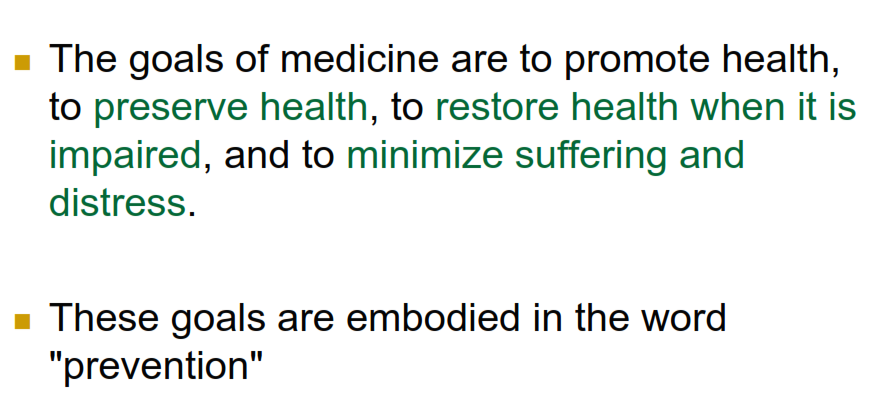 The goals of medicine are to promote health,
to preserve health, to restore health when it is
impaired, and to minimize suffering and
distress.
These goals are embodied in the word
"prevention"